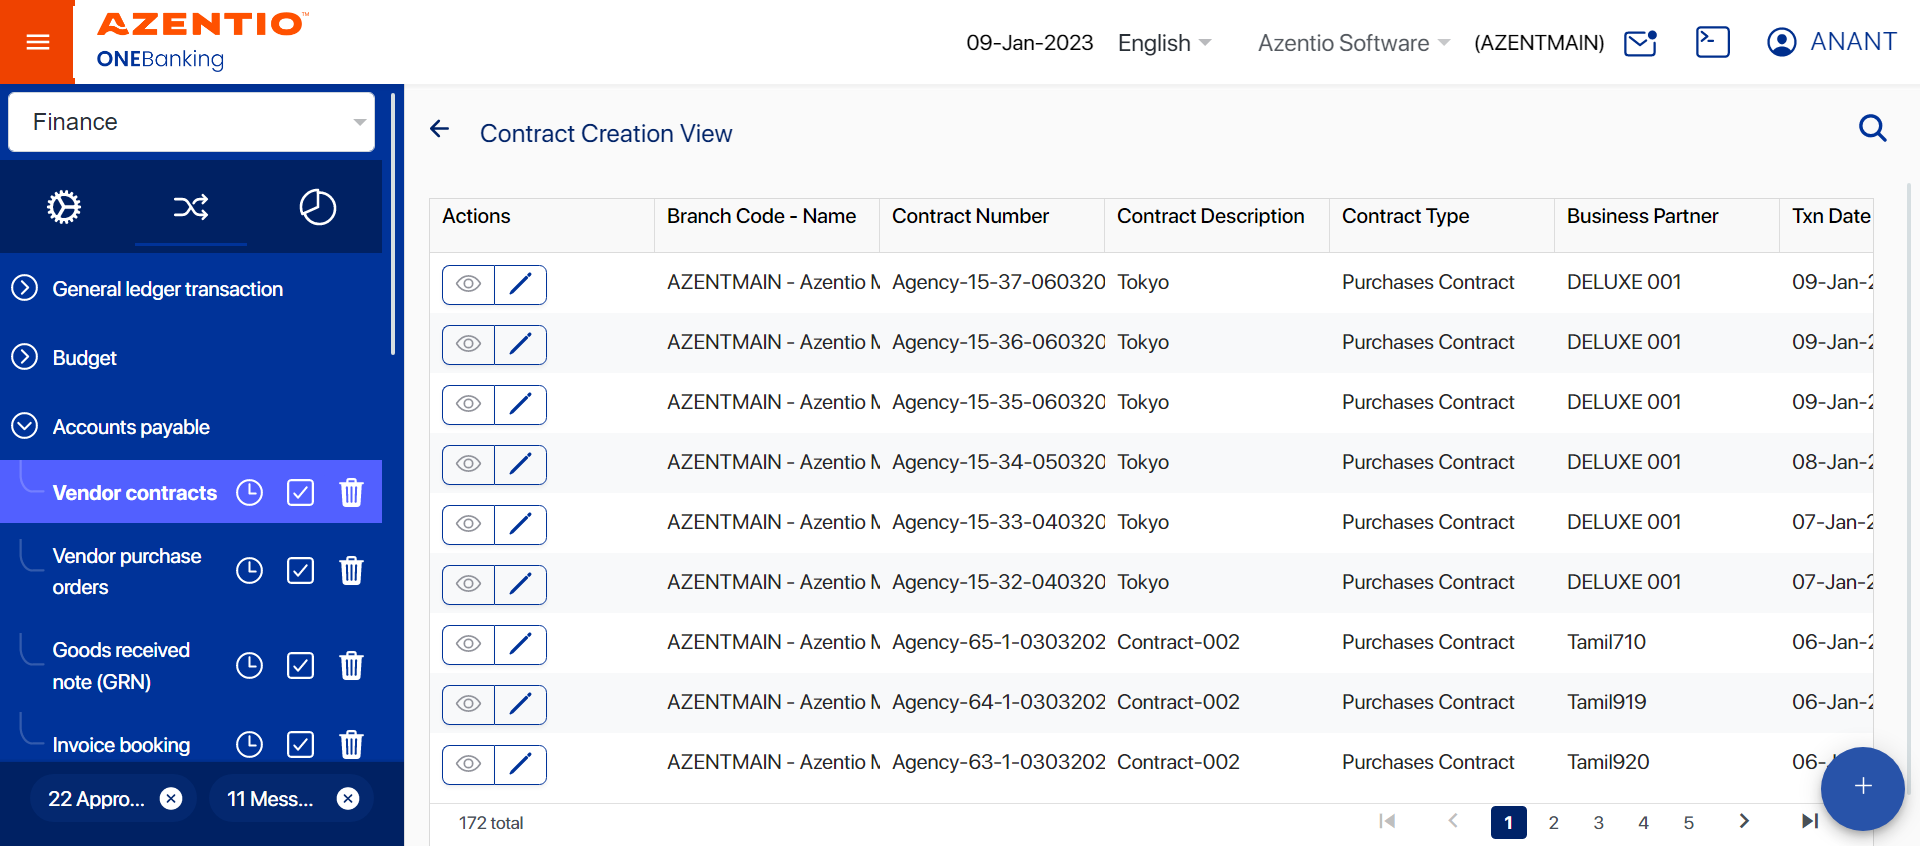 AZENTIO™
ONEBanking
09-Jan-2023 English Azentio Software (AZENTMAIN) ANANT
Finance
General ledger transaction
Budget
Accounts payable
Vendor contracts
Vendor purchase
orders
Goods received
note (GRN)
Invoice booking
22 Appro...
11 Mess...
Contract Creation View
Actions Branch Code - Name Contract Number Contract Description Contract Type Business Partner Txn Date
AZENTMAIN - Azentio Agency-15-37-060320 Tokyo Purchases Contract DELUXE 001 09-Jan-2
AZENTMAIN - Azentio Agency-15-36-060320 Tokyo Purchases Contract DELUXE 001 09-Jan-2
AZENTMAIN - Azentio Agency-15-35-060320 Tokyo Purchases Contract DELUXE 001 09-Jan-2
AZENTMAIN - Azentio Agency-15-34-050320 Tokyo Purchases Contract DELUXE 001 08-Jan-2
AZENTMAIN - Azentio Agency-15-33-040320 Tokyo Purchases Contract DELUXE 001 07-Jan-2
AZENTMAIN - Azentio Agency-15-32-040320 Tokyo Purchases Contract DELUXE 001 07-Jan-2
AZENTMAIN - Azentio Agency-65-1-0303202 Contract-002 Purchases Contract Tamil710 06-Jan-2
AZENTMAIN - Azentio Agency-64-1-0303202 Contract-002 Purchases Contract Tamil919 06-Jan-2
AZENTMAIN - Azentio Agency-63-1-0303202 Contract-002 Purchases Contract Tamil920 06-
172 total 1 2 3 4 5